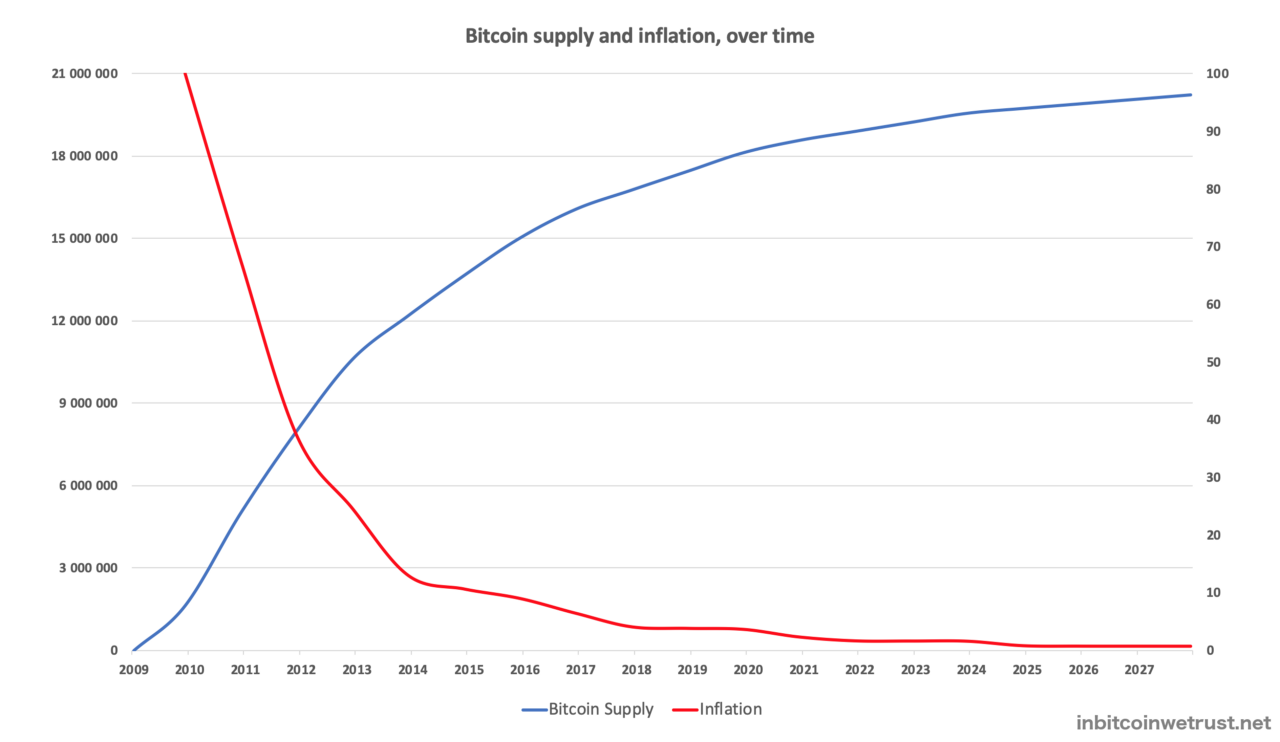 Bitcoin supply and inflation, over time
21 000 000
18 000 000
15 000 000
12 000 000
9 000 000
6 000 000
3 000 000
0
100
90
80
70
60
50
40
30
20
10
0
2009 2010 2011 2012 2013 2014 2015 2016 2017 2018 2019 2020 2021 2022 2023 2024 2025 2026 2027
Bitcoin Supply Inflation
inbitcoinwetrust.net